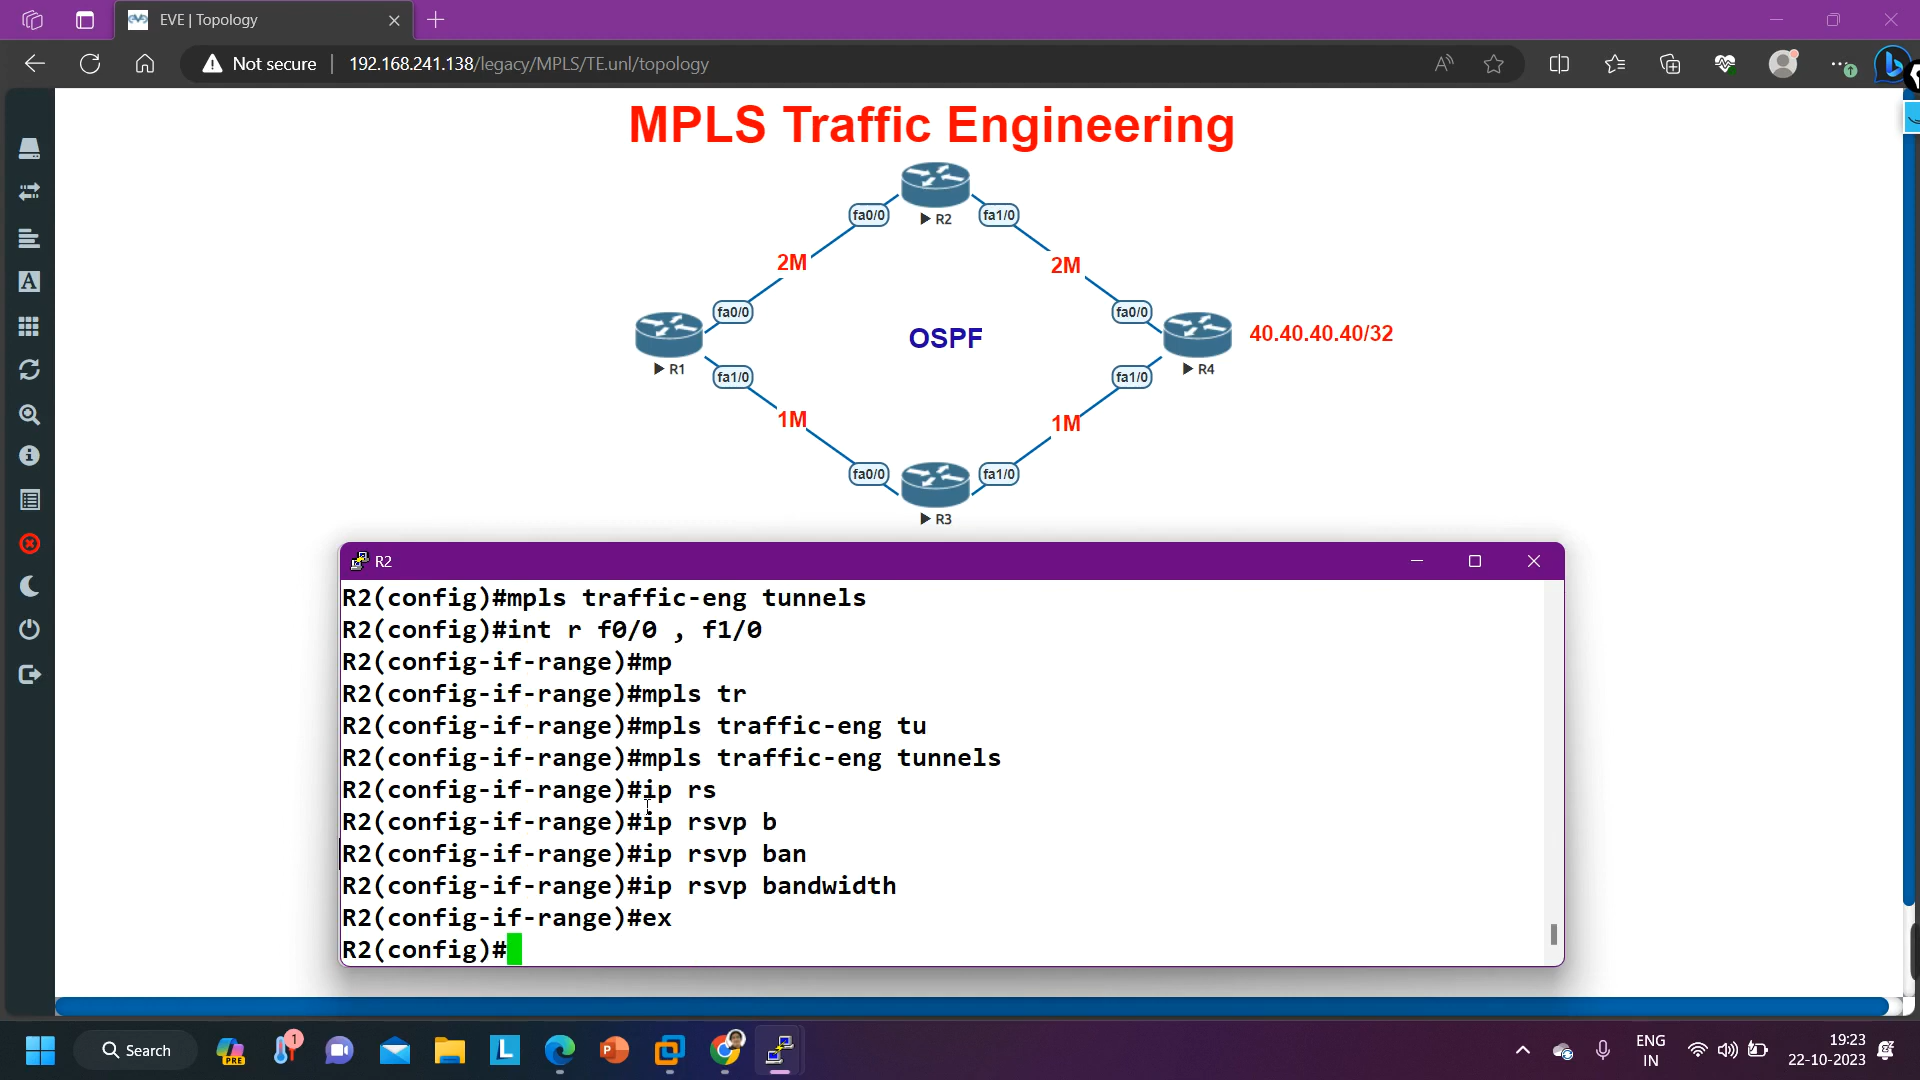 EVE | Topology
Not secure
192.168.241.138/legacy/MPLS/TE.unl/topology
MPLS Traffic Engineering
R2
fa0/0
fa1/0
2M
2M
fa0/0
fa0/0
R1
OSPF
R4
40.40.40.40/32
fa1/0
fa1/0
1M
1M
fa0/0
fa1/0
R3
R2
R2(config)#mpls traffic-eng tunnels
R2(config)#int r f0/0 , f1/0
R2(config-if-range)#mp
R2(config-if-range)#mpls tr
R2(config-if-range)#mpls traffic-eng tu
R2(config-if-range)#mpls traffic-eng tunnels
R2(config-if-range)#ip rs
R2(config-if-range)#ip rsvp b
R2(config-if-range)#ip rsvp ban
R2(config-if-range)#ip rsvp bandwidth
R2(config-if-range)#ex
R2(config)#
Search
PRE
1
L
P
ENG
IN
19:23
22-10-2023